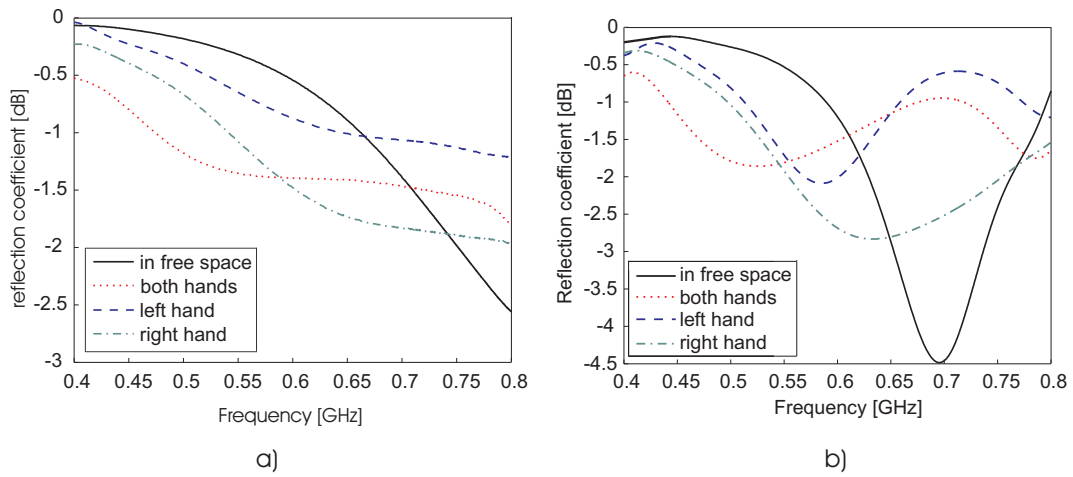 0
-0.5
-1
-1.5
-2
-2.5
-3
reflection coefficient [dB]
in free space
both hands
left hand
right hand
0.4 0.45 0.5 0.55 0.6 0.65 0.7 0.75 0.8
Frequency [GHz]
a)
0
-0.5
-1
-1.5
-2
-2.5
-3
-3.5
-4
-4.5
Reflection coefficient [dB]
in free space
both hands
left hand
right hand
0.4 0.45 0.5 0.55 0.6 0.65 0.7 0.75 0.8
Frequency [GHz]
b)